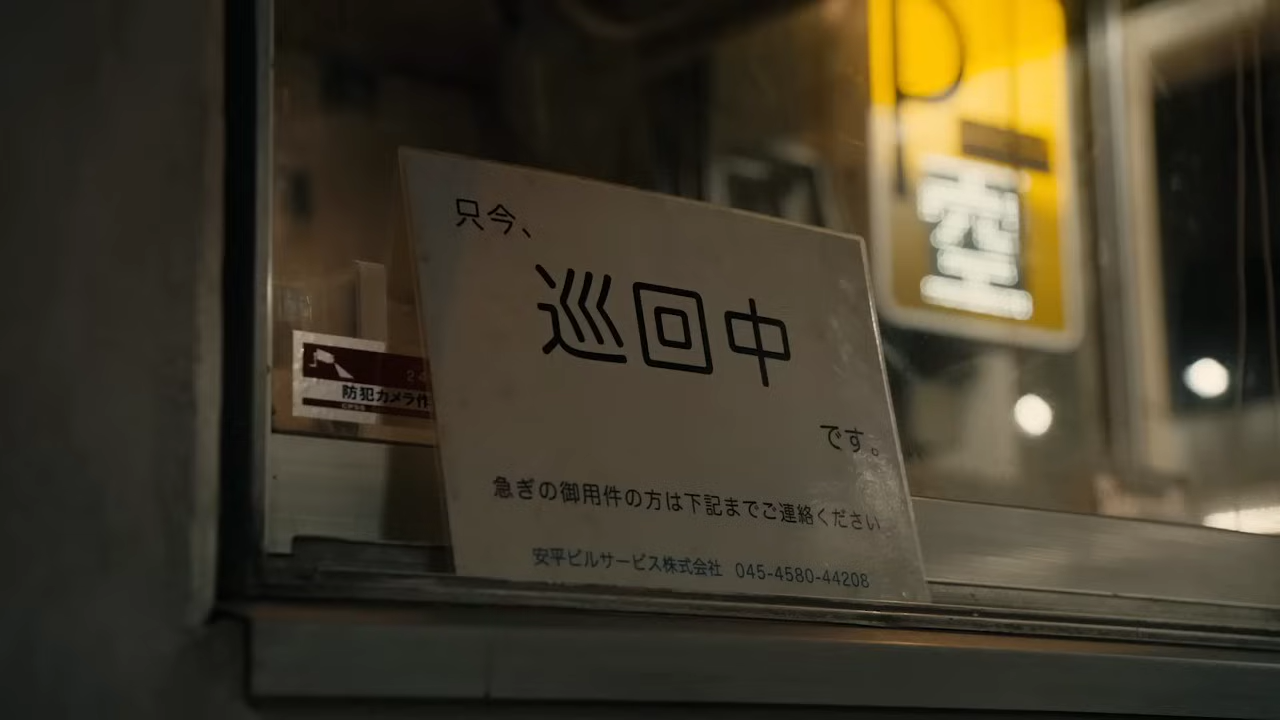 只今、
巡回中
です。
急ぎの御用件の方は下記までご連絡ください
安平ビルサービス株式会社 045-4580-44208
防犯カメラ作
P
空